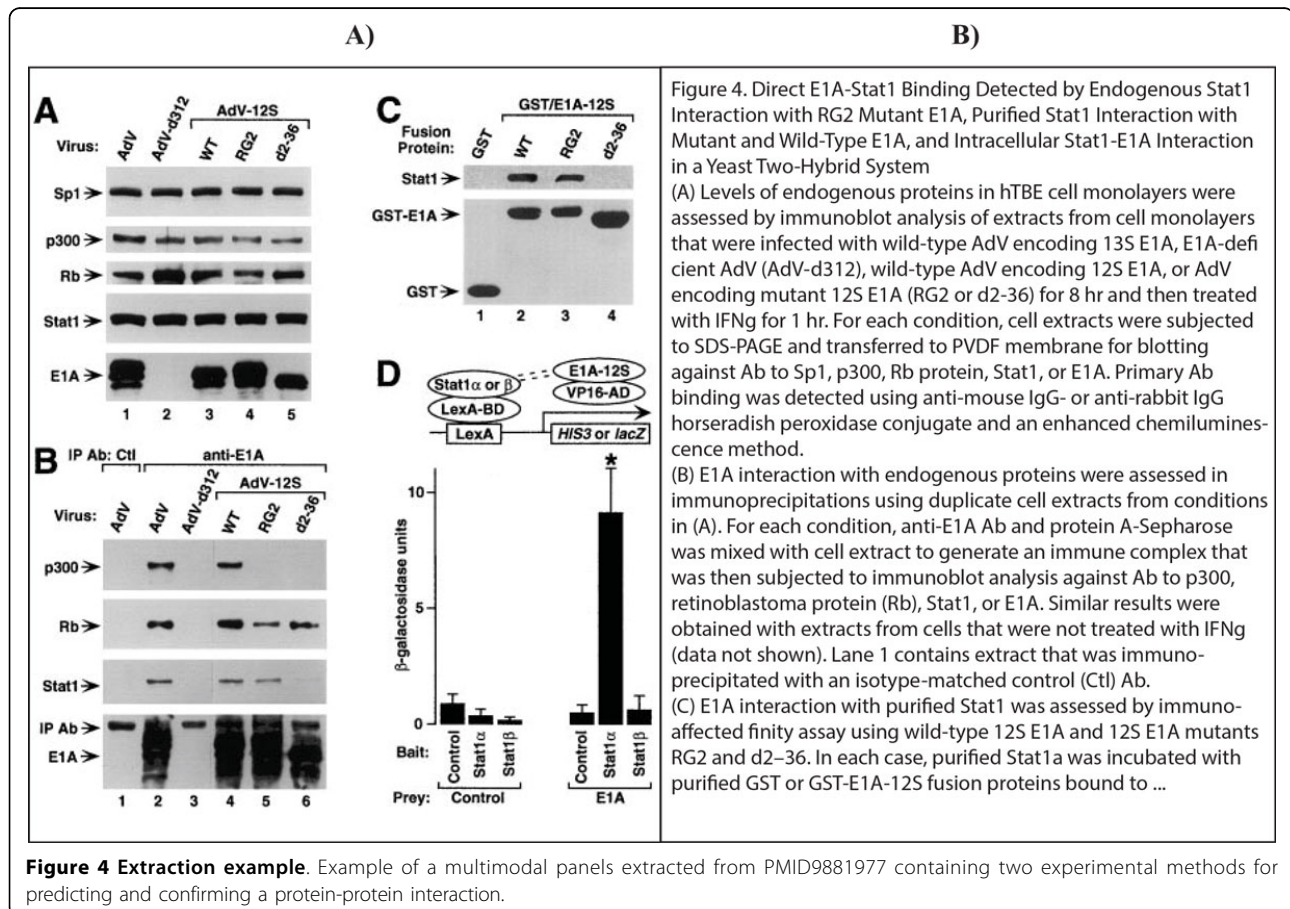 A)
B)
A
AdV-12S
Virus:
AdV
AdV-d312
WT
RG2
d2-36
Sp1
p300
Rb
Stat1
E1A
1 2 3 4 5
B
IP Ab: Ctl
anti-E1A
AdV-12S
Virus:
AdV
AdV
AdV-d312
WT
RG2
d2-36
p300
Rb
Stat1
IP Ab
E1A
1 2 3 4 5 6
C
GST/E1A-12S
Fusion
Protein:
GST
WT
RG2
d2-36
Stat1
GST-E1A
GST
1 2 3 4
D
Stat1α or β
E1A-12S
LexA-BD
VP16-AD
LexA
HIS3 or lacZ
*
β-galactosidase units
10
5
0
Bait:
Control
Stat1α
Stat1β
Control
Stat1α
Stat1β
Prey:
Control
E1A
Figure 4. Direct E1A-Stat1 Binding Detected by Endogenous Stat1
Interaction with RG2 Mutant E1A, Purified Stat1 Interaction with
Mutant and Wild-Type E1A, and Intracellular Stat1-E1A Interaction
in a Yeast Two-Hybrid System
(A) Levels of endogenous proteins in hTBE cell monolayers were
assessed by immunoblot analysis of extracts from cell monolayers
that were infected with wild-type AdV encoding 13S E1A, E1A-defi
cient AdV (AdV-d312), wild-type AdV encoding 12S E1A, or AdV
encoding mutant 12S E1A (RG2 or d2-36) for 8 hr and then treated
with IFNg for 1 hr. For each condition, cell extracts were subjected
to SDS-PAGE and transferred to PVDF membrane for blotting
against Ab to Sp1, p300, Rb protein, Stat1, or E1A. Primary Ab
binding was detected using anti-mouse IgG- or anti-rabbit IgG
horseradish peroxidase conjugate and an enhanced chemilumines-
cence method.
(B) E1A interaction with endogenous proteins were assessed in
immunoprecipitations using duplicate cell extracts from conditions
in (A). For each condition, anti-E1A Ab and protein A-Sepharose
was mixed with cell extract to generate an immune complex that
was then subjected to immunoblot analysis against Ab to p300,
retinoblastoma protein (Rb), Stat1, or E1A. Similar results were
obtained with extracts from cells that were not treated with IFNg
(data not shown). Lane 1 contains extract that was immuno-
precipitated with an isotype-matched control (Ctl) Ab.
(C) E1A interaction with purified Stat1 was assessed by immuno-
affected finity assay using wild-type 12S E1A and 12S E1A mutants
RG2 and d2–36. In each case, purified Stat1a was incubated with
purified GST or GST-E1A-12S fusion proteins bound to ...
Figure 4 Extraction example. Example of a multimodal panels extracted from PMID9881977 containing two experimental methods for
predicting and confirming a protein-protein interaction.